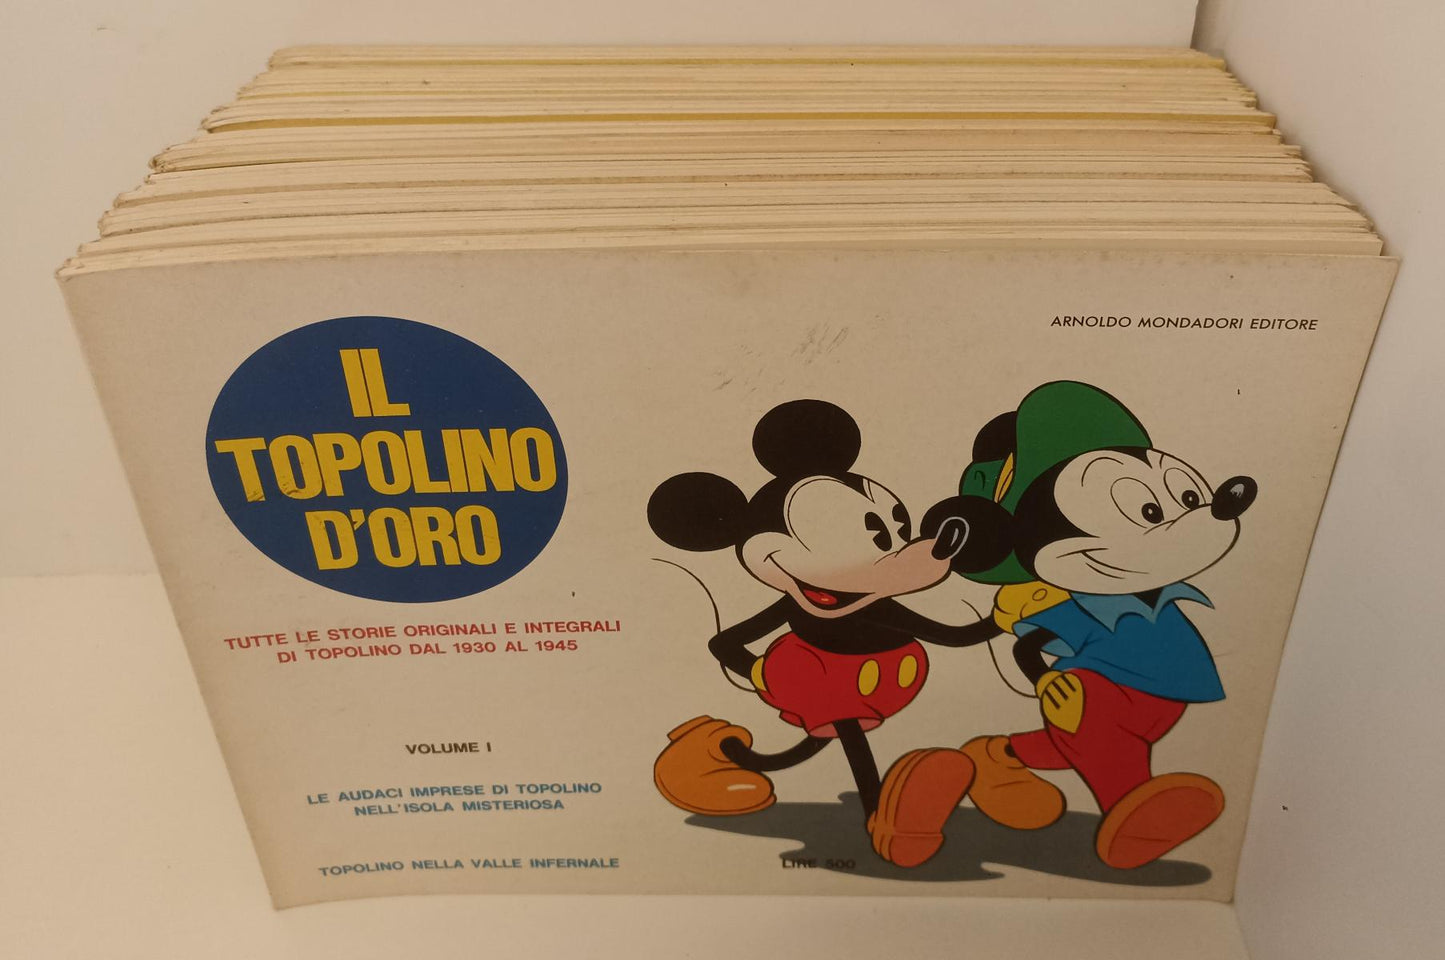 IL
TOPOLINO
D'ORO
ARNOLDO MONDADORI EDITORE
TUTTE LE STORIE ORIGINALI E INTEGRALI
DI TOPOLINO DAL 1930 AL 1945
VOLUME I
LE AUDACI IMPRESE DI TOPOLINO
NELL'ISOLA MISTERIOSA
TOPOLINO NELLA VALLE INFERNALE
LIRE 500